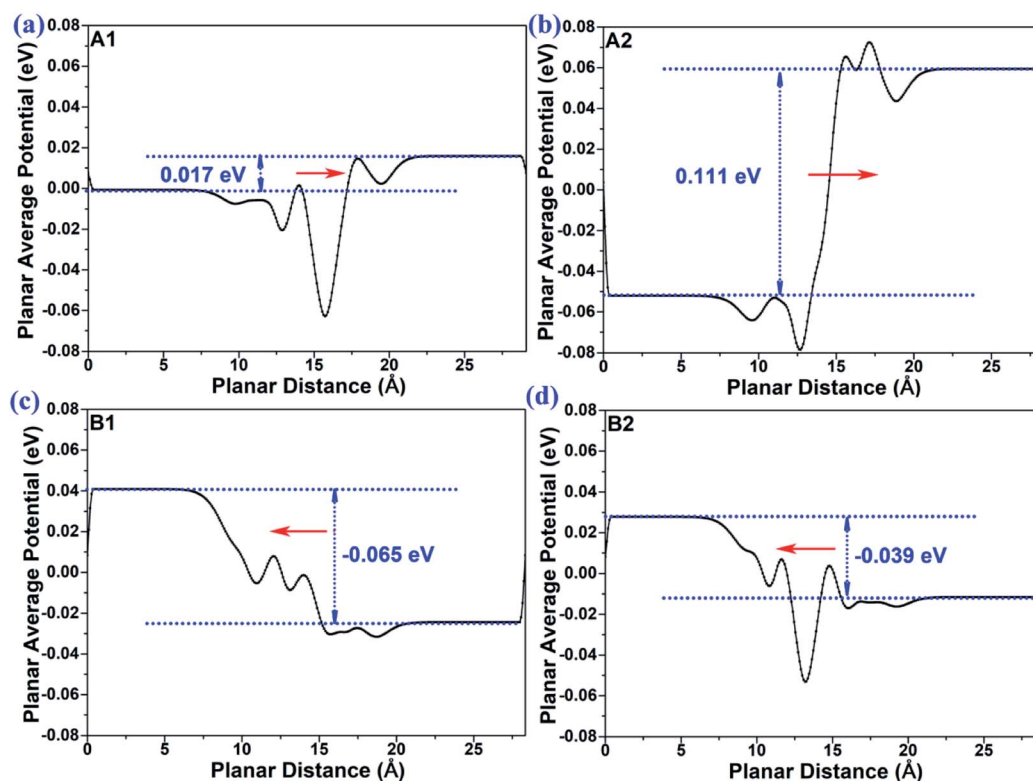 (a)
A1
0.08
0.06
0.04
0.02
0.00
-0.02
-0.04
-0.06
-0.08
Planar Average Potential (eV)
0.017 eV
0 5 10 15 20 25
Planar Distance (Å)
(b)
A2
0.08
0.06
0.04
0.02
0.00
-0.02
-0.04
-0.06
-0.08
Planar Average Potential (eV)
0.111 eV
0 5 10 15 20 25
Planar Distance (Å)
(c)
B1
0.08
0.06
0.04
0.02
0.00
-0.02
-0.04
-0.06
-0.08
Planar Average Potential (eV)
-0.065 eV
0 5 10 15 20 25
Planar Distance (Å)
(d)
B2
0.08
0.06
0.04
0.02
0.00
-0.02
-0.04
-0.06
-0.08
Planar Average Potential (eV)
-0.039 eV
0 5 10 15 20 25
Planar Distance (Å)